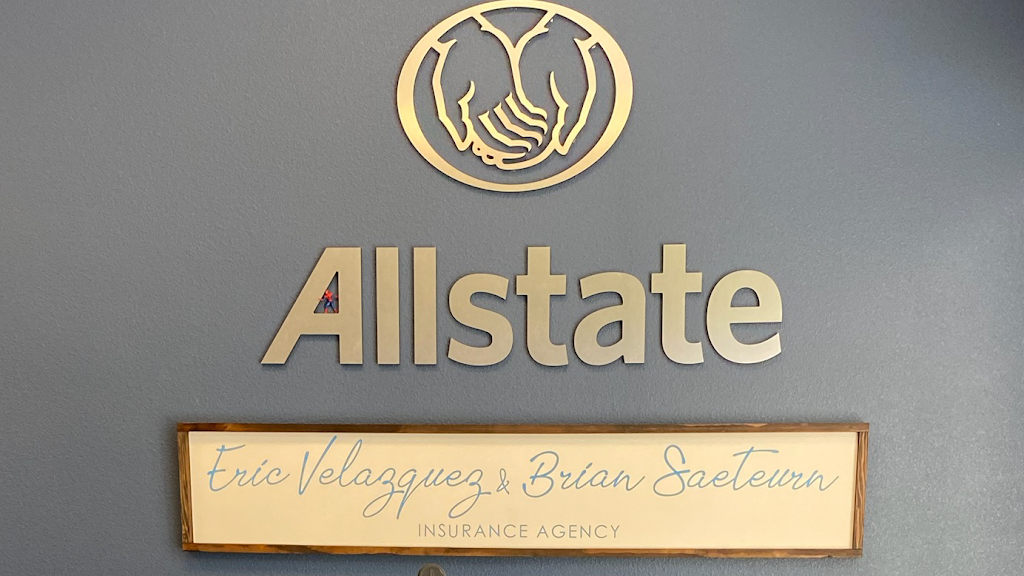 Allstate
Eric Velazquez & Brian Saeteurn
INSURANCE AGENCY